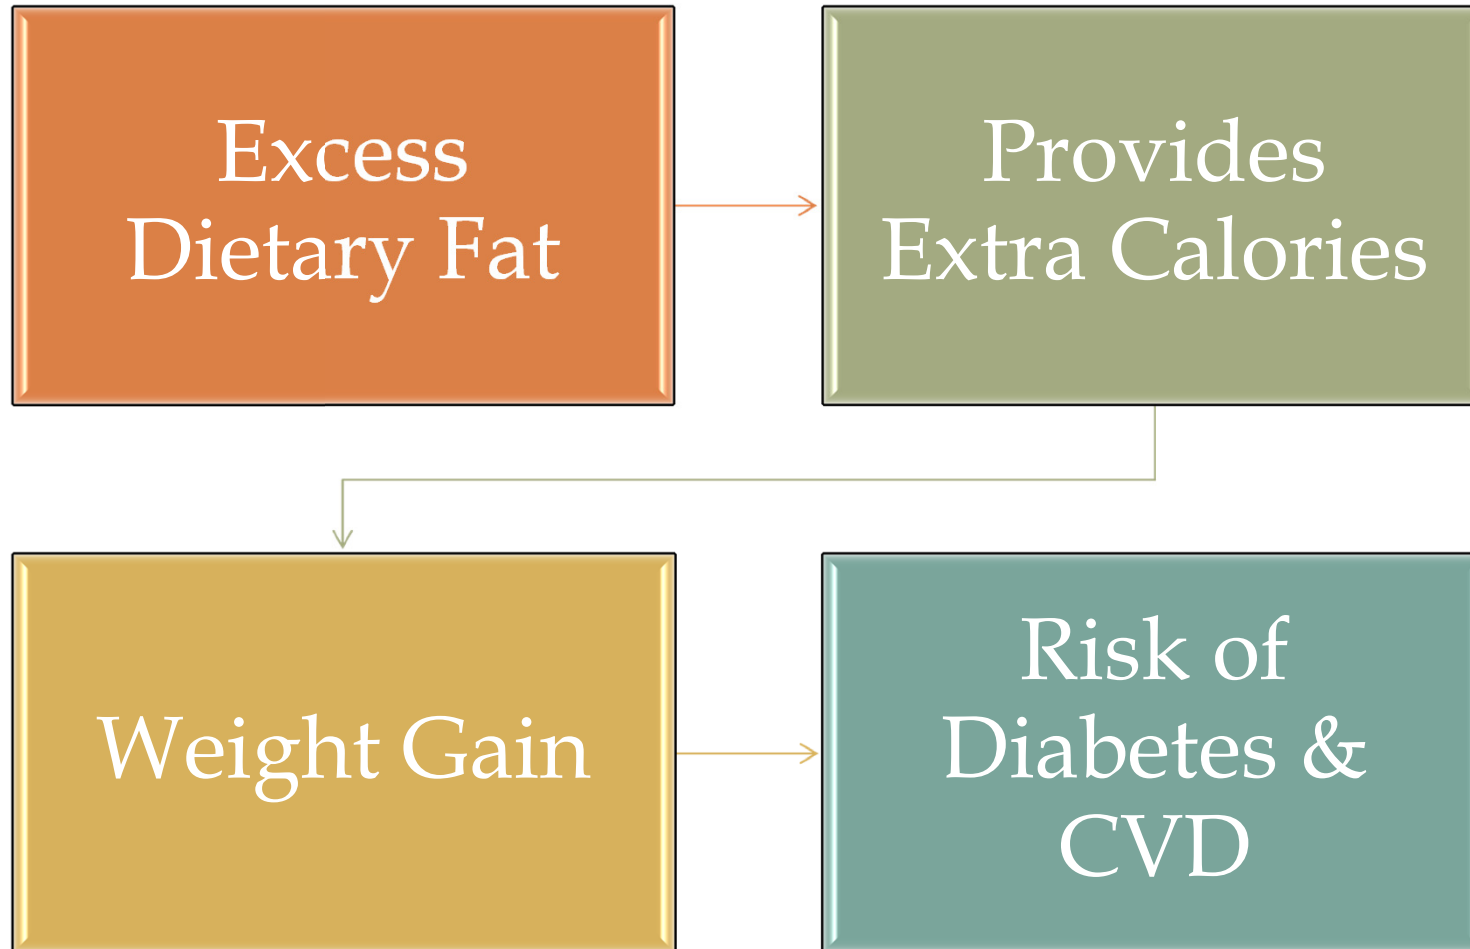 Excess
Dietary Fat
Provides
Extra Calories
Weight Gain
Risk of
Diabetes &
CVD